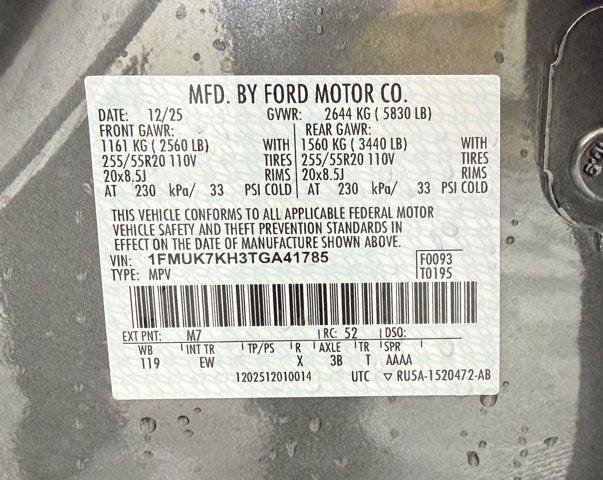 MFD. BY FORD MOTOR CO.
DATE: 12/25 GVWR: 2644 KG ( 5830 LB)
FRONT GAWR: REAR GAWR:
1161 KG ( 2560 LB) WITH 1560 KG ( 3440 LB) WITH
255/55R20 110V TIRES 255/55R20 110V TIRES
20x8.5J RIMS 20x8.5J RIMS
AT 230 kPa/ 33 PSI COLD AT 230 kPa/ 33 PSI COLD
THIS VEHICLE CONFORMS TO ALL APPLICABLE FEDERAL MOTOR
VEHICLE SAFETY AND THEFT PREVENTION STANDARDS IN
EFFECT ON THE DATE OF MANUFACTURE SHOWN ABOVE.
VIN: 1FMUK7KH3TGA41785 F0093
TYPE: MPV T0195
EXT PNT: M7 RC: 52 DSO:
WB INT TR TP/PS R AXLE TR SPR
119 EW X 3B T AAAA
1202512010014 UTC ▽ RU5A-1520472-AB